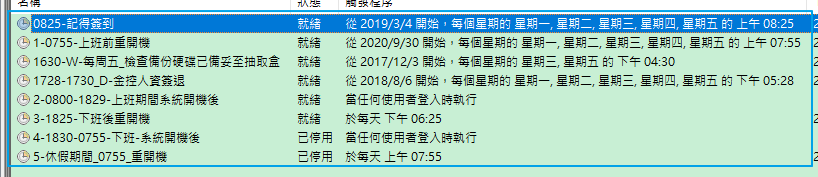 名稱 狀態 觸發程序
0825-記得簽到 就緒 從 2019/3/4 開始，每個星期的 星期一, 星期二, 星期三, 星期四, 星期五 的 上午 08:25
1-0755-上班前重開機 就緒 從 2020/9/30 開始，每個星期的 星期一, 星期二, 星期三, 星期四, 星期五 的 上午 07:55
1630-W-每周五_檢查備份硬碟已備妥至抽取盒 就緒 從 2017/12/3 開始，每個星期的 星期三, 星期五 的 下午 04:30
1728-1730_D-金控人資簽退 就緒 從 2018/8/6 開始，每個星期的 星期一, 星期二, 星期三, 星期四, 星期五 的 下午 05:28
2-0800-1829-上班期間系統開機後 就緒 當任何使用者登入時執行
3-1825-下班後重開機 就緒 於每天 下午 06:25
4-1830-0755-下班-系統開機後 已停用 當任何使用者登入時執行
5-休假期間_0755_重開機 已停用 於每天 上午 07:55